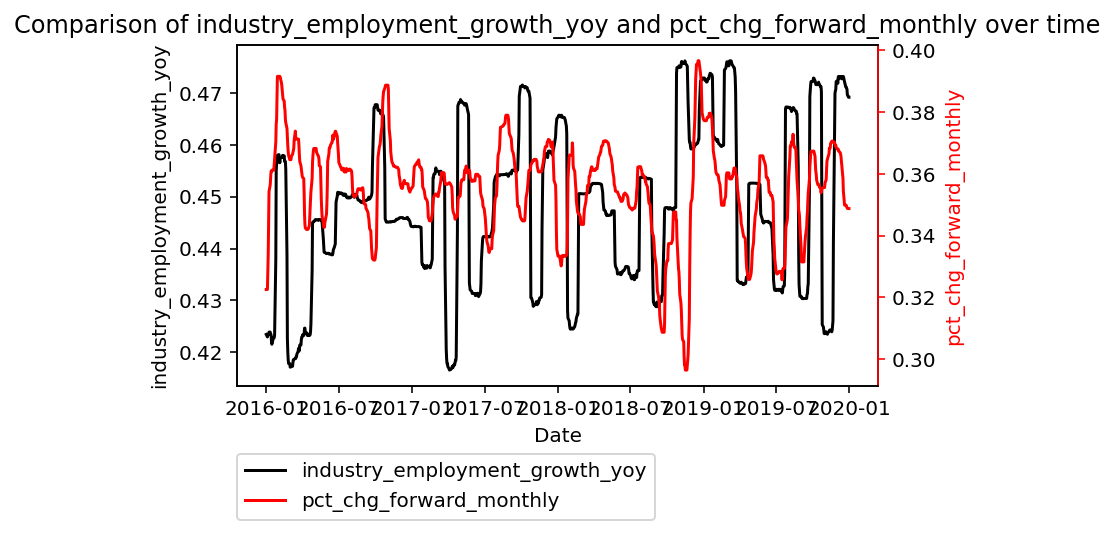 Comparison of industry_employment_growth_yoy and pct_chg_forward_monthly over time
industry_employment_growth_yoy
0.47
0.46
0.45
0.44
0.43
0.42
0.40
0.38
0.36
0.34
0.32
0.30
pct_chg_forward_monthly
2016-01 2016-07 2017-01 2017-07 2018-01 2018-07 2019-01 2019-07 2020-01
Date
industry_employment_growth_yoy
pct_chg_forward_monthly